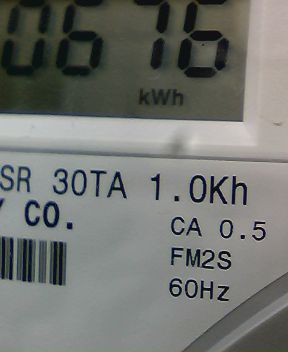 0676
kWh
SR 30TA 1.0Kh
Y CO.
CA 0.5
FM2S
60Hz